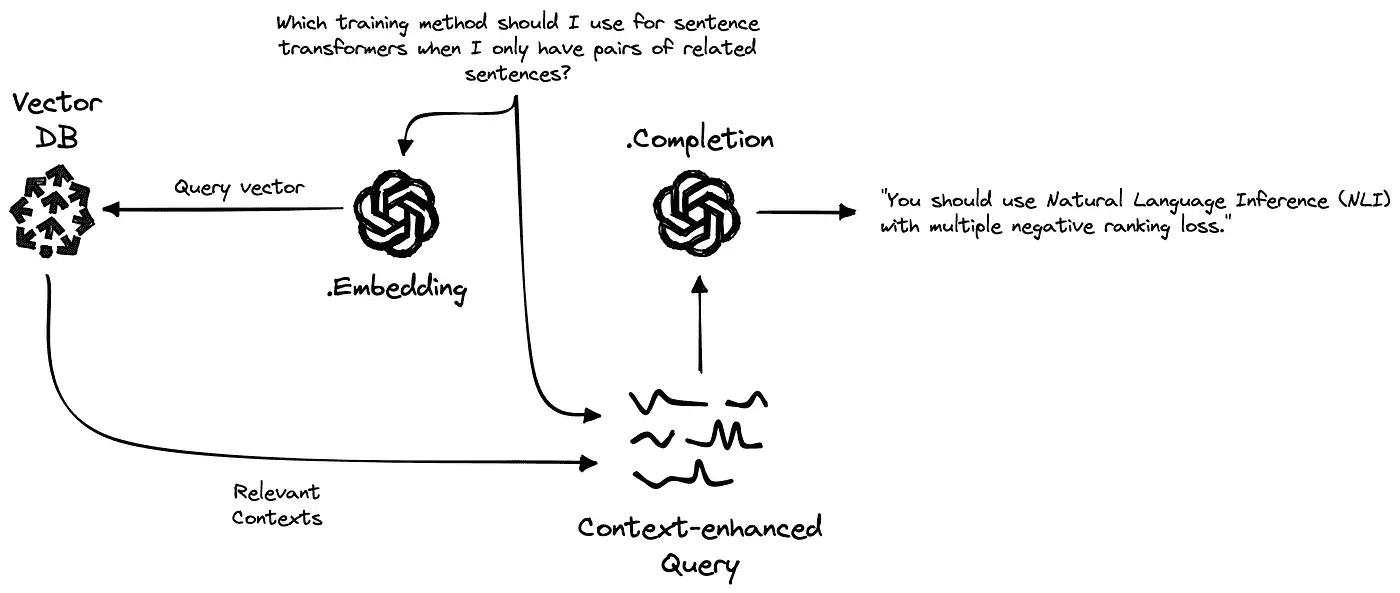 Which training method should I use for sentence
transformers when I only have pairs of related
sentences?
Vector
DB
Query vector
.Embedding
.Completion
"You should use Natural Language Inference (NLI)
with multiple negative ranking loss."
Relevant
Contexts
Context-enhanced
Query